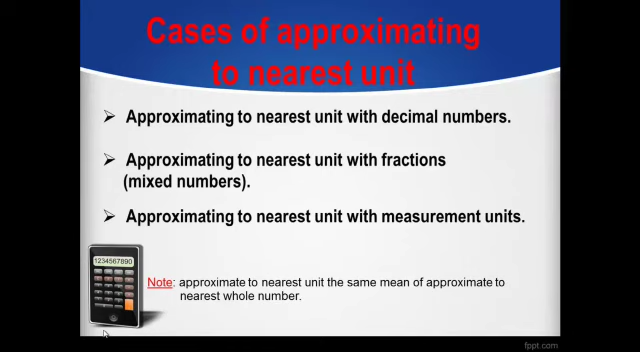 Cases of approximating
to nearest unit
➢ Approximating to nearest unit with decimal numbers.
➢ Approximating to nearest unit with fractions
(mixed numbers).
➢ Approximating to nearest unit with measurement units.
1234567890
Note: approximate to nearest unit the same mean of approximate to
nearest whole number.
fppt.com